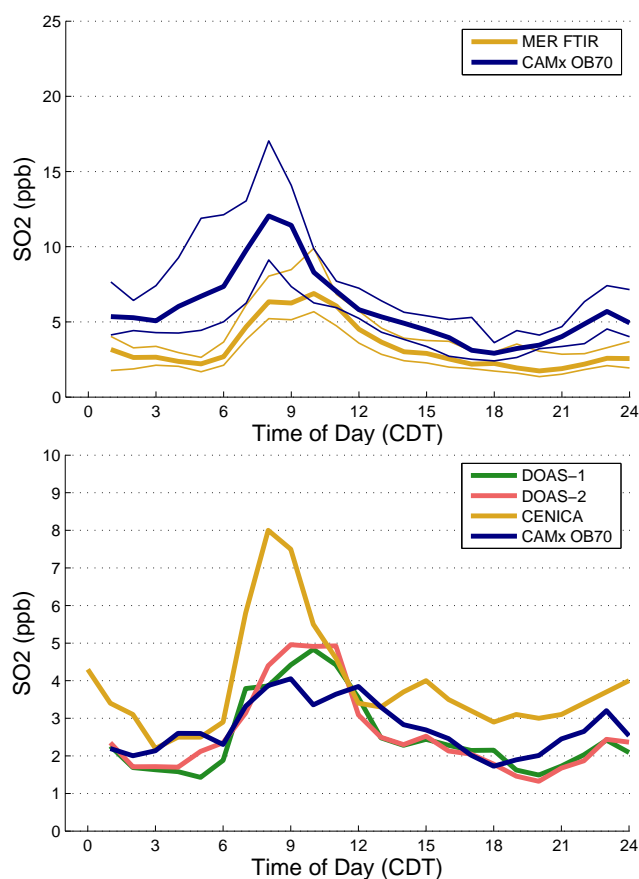 25
20
15
10
5
0
SO2 (ppb)
MER FTIR
CAMx OB70
0 3 6 9 12 15 18 21 24
Time of Day (CDT)
10
9
8
7
6
5
4
3
2
1
0
SO2 (ppb)
DOAS−1
DOAS−2
CENICA
CAMx OB70
0 3 6 9 12 15 18 21 24
Time of Day (CDT)